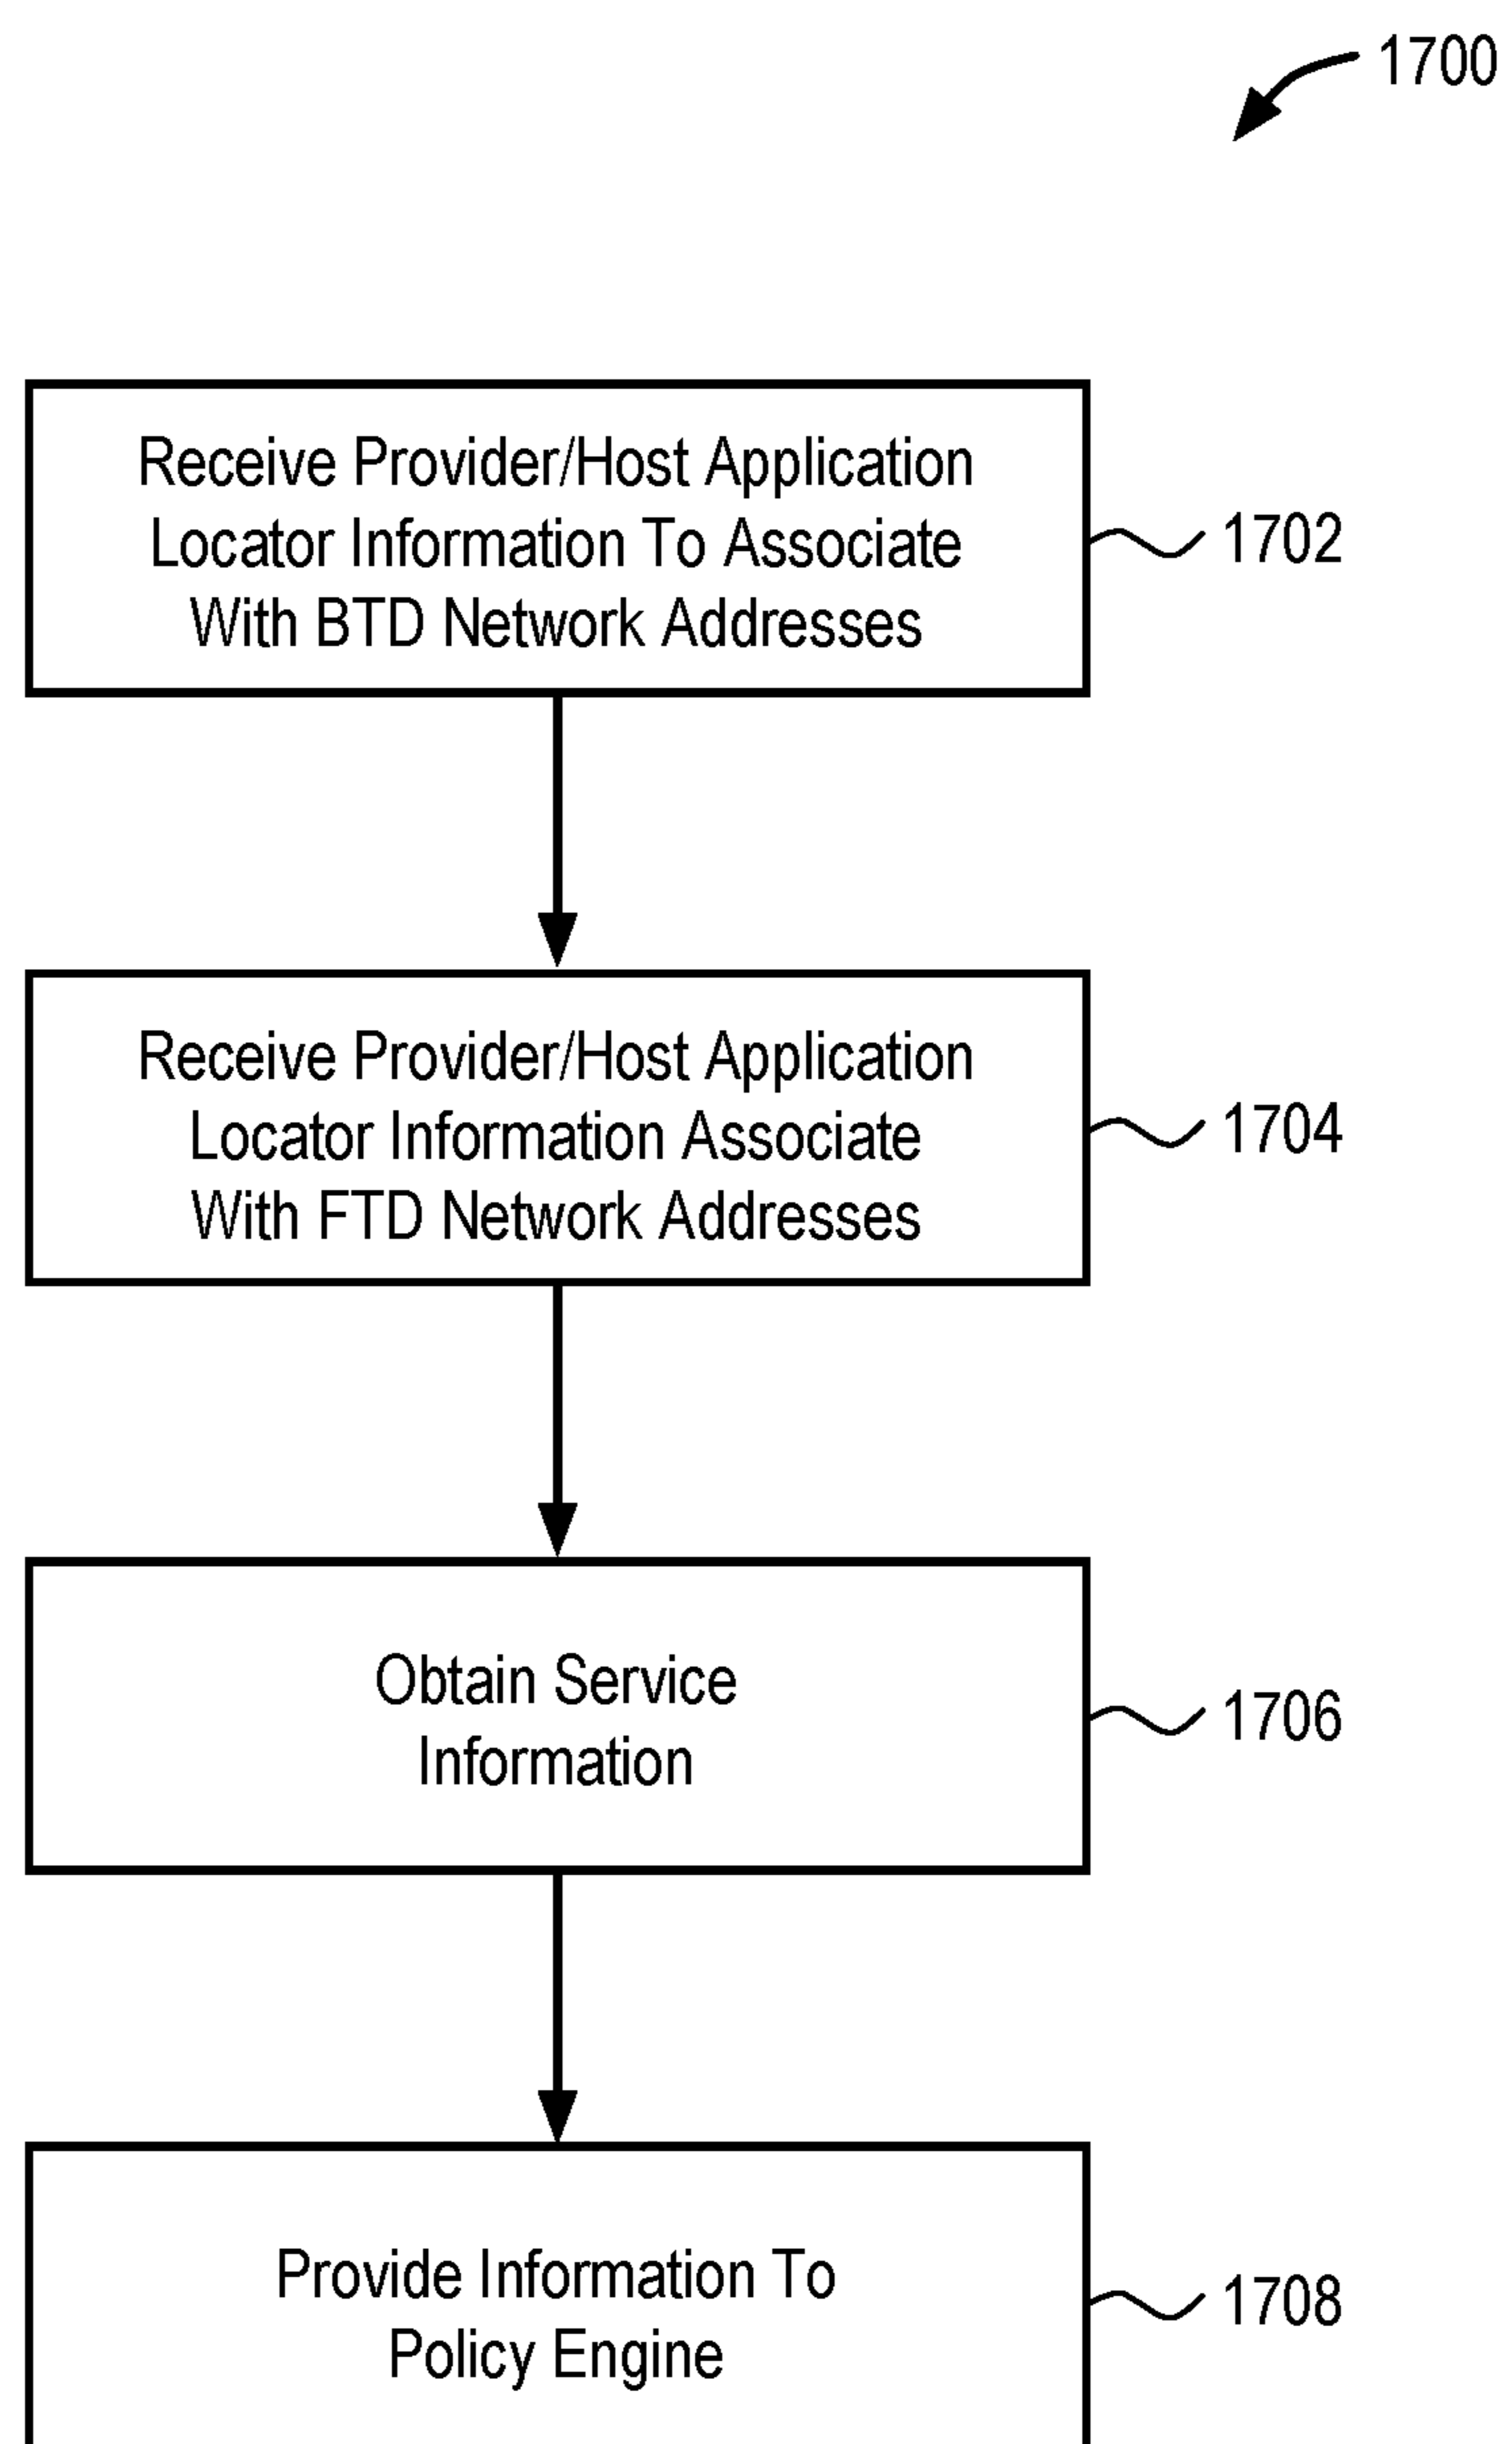 1700
Receive Provider/Host Application
Locator Information To Associate
With BTD Network Addresses
1702
Receive Provider/Host Application
Locator Information Associate
With FTD Network Addresses
1704
Obtain Service
Information
1706
Provide Information To
Policy Engine
1708